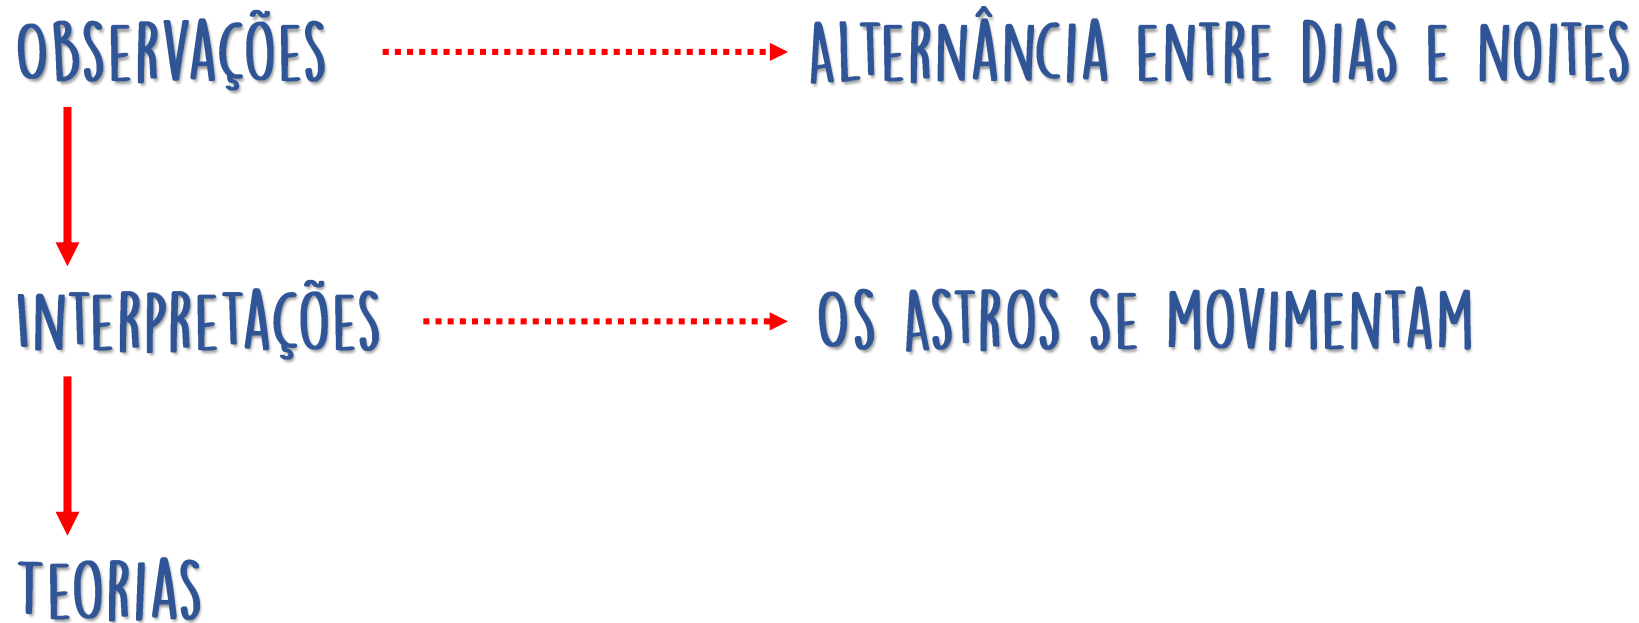 OBSERVAÇÕES
ALTERNÂNCIA ENTRE DIAS E NOITES
INTERPRETAÇÕES
OS ASTROS SE MOVIMENTAM
TEORIAS